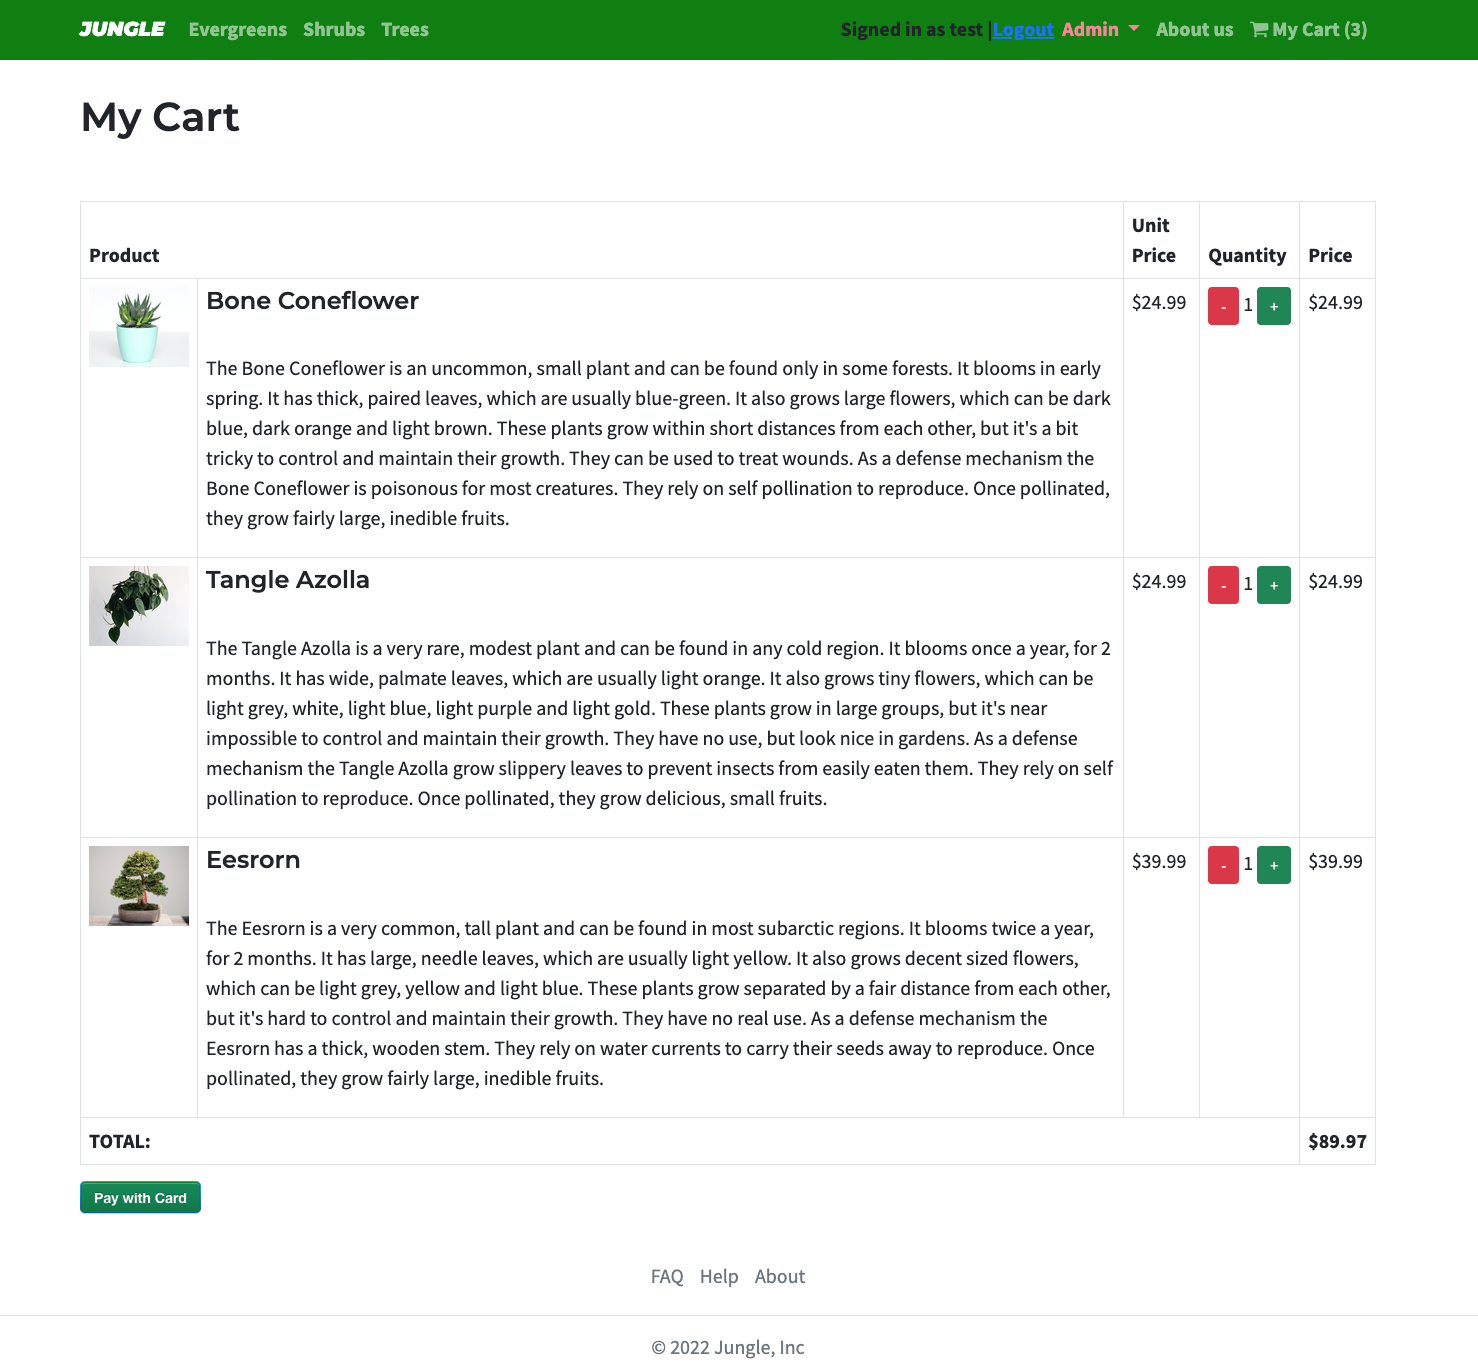 JUNGLE Evergreens Shrubs Trees Signed in as test |Logout Admin About us My Cart (3)
My Cart
Product Unit Price Quantity Price
Bone Coneflower $24.99 - 1 + $24.99
The Bone Coneflower is an uncommon, small plant and can be found only in some forests. It blooms in early
spring. It has thick, paired leaves, which are usually blue-green. It also grows large flowers, which can be dark
blue, dark orange and light brown. These plants grow within short distances from each other, but it's a bit
tricky to control and maintain their growth. They can be used to treat wounds. As a defense mechanism the
Bone Coneflower is poisonous for most creatures. They rely on self pollination to reproduce. Once pollinated,
they grow fairly large, inedible fruits.
Tangle Azolla $24.99 - 1 + $24.99
The Tangle Azolla is a very rare, modest plant and can be found in any cold region. It blooms once a year, for 2
months. It has wide, palmate leaves, which are usually light orange. It also grows tiny flowers, which can be
light grey, white, light blue, light purple and light gold. These plants grow in large groups, but it's near
impossible to control and maintain their growth. They have no use, but look nice in gardens. As a defense
mechanism the Tangle Azolla grow slippery leaves to prevent insects from easily eaten them. They rely on self
pollination to reproduce. Once pollinated, they grow delicious, small fruits.
Eesrorn $39.99 - 1 + $39.99
The Eesrorn is a very common, tall plant and can be found in most subarctic regions. It blooms twice a year,
for 2 months. It has large, needle leaves, which are usually light yellow. It also grows decent sized flowers,
which can be light grey, yellow and light blue. These plants grow separated by a fair distance from each other,
but it's hard to control and maintain their growth. They have no real use. As a defense mechanism the
Eesrorn has a thick, wooden stem. They rely on water currents to carry their seeds away to reproduce. Once
pollinated, they grow fairly large, inedible fruits.
TOTAL: $89.97
Pay with Card
FAQ Help About
© 2022 Jungle, Inc